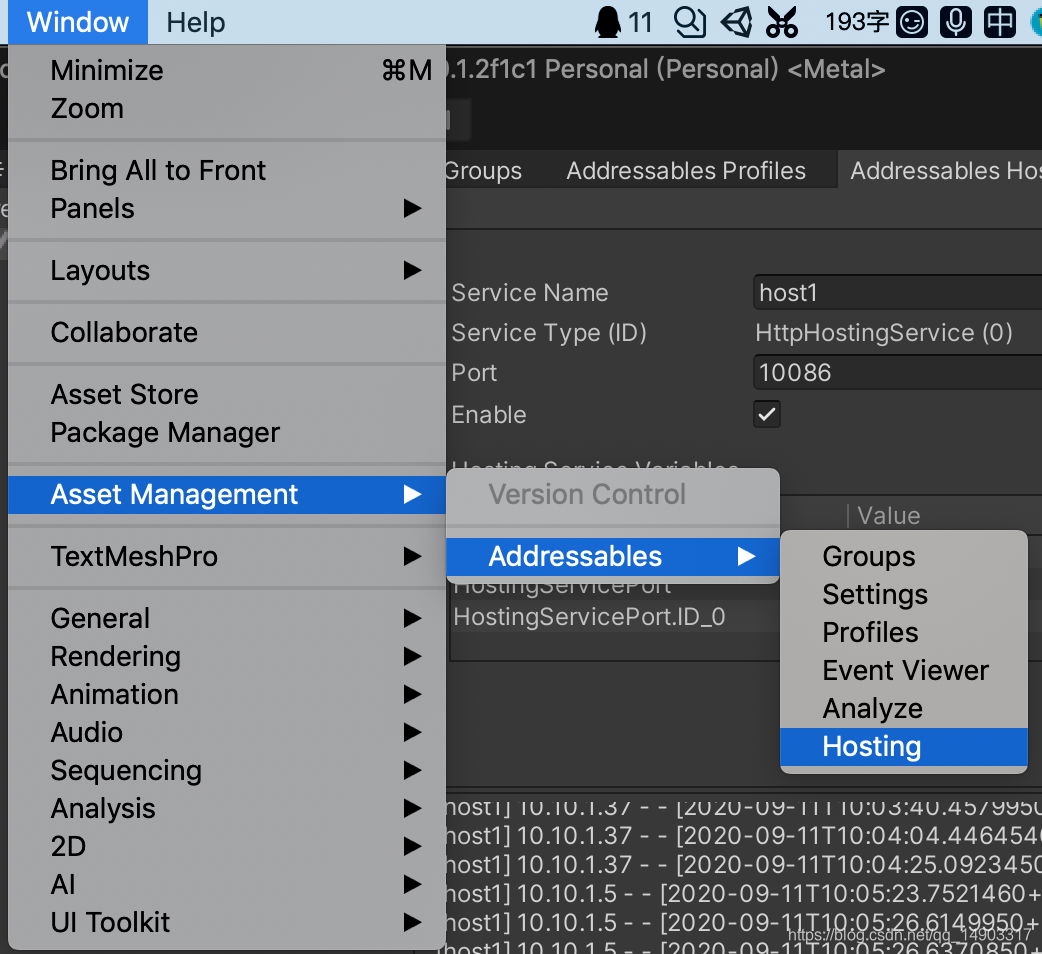 Window Help 11 193字 中
Minimize ⌘M
Zoom
Bring All to Front
Panels
Layouts
Collaborate
Asset Store
Package Manager
Asset Management
TextMeshPro
General
Rendering
Animation
Audio
Sequencing
Analysis
2D
AI
UI Toolkit
Version Control
Addressables
Groups
Settings
Profiles
Event Viewer
Analyze
Hosting
.1.2f1c1 Personal (Personal) <Metal>
Groups Addressables Profiles Addressables Hos
Service Name host1
Service Type (ID) HttpHostingService (0)
Port 10086
Enable
Hosting Service Variables
Value
HostingServicePort
HostingServicePort.ID_0
host1] 10.10.1.37 - - [2020-09-11T10:03:40.4579950
host1] 10.10.1.37 - - [2020-09-11T10:04:04.446454
host1] 10.10.1.37 - - [2020-09-11T10:04:25.0923450
host1] 10.10.1.5 - - [2020-09-11T10:05:23.7521460+
host1] 10.10.1.5 - - [2020-09-11T10:05:26.6149950+
host1] 10.10.1.5 - - [2020-09-11T10:05:26.6370850+
https://blog.csdn.net/qq_14903317